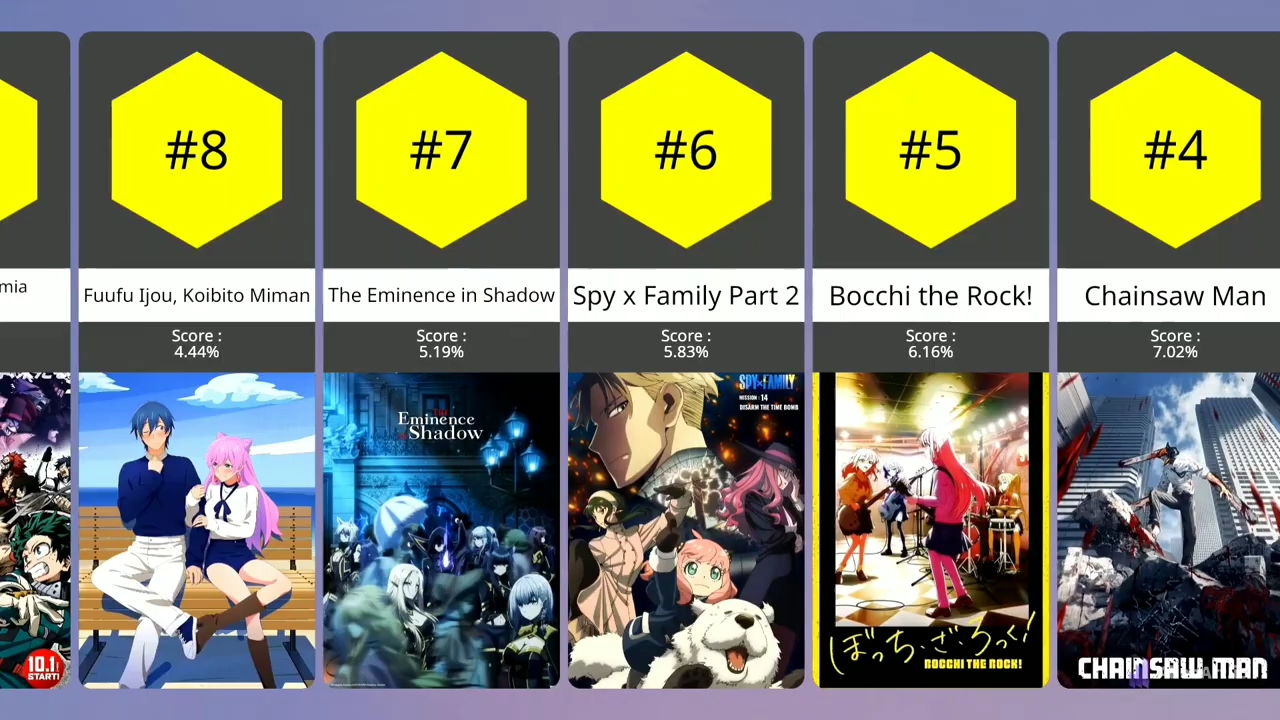 #8
#7
#6
#5
#4
mia
Fuufu Ijou, Koibito Miman
The Eminence in Shadow
Spy x Family Part 2
Bocchi the Rock!
Chainsaw Man
Score :
4.44%
Score :
5.19%
Score :
5.83%
Score :
6.16%
Score :
7.02%
10.1
START!
The
Eminence
in Shadow
SPY×FAMILY
MISSION : 14
DISARM THE TIME BOMB
ぼっち・ざ・ろっく!
BOCCHI THE ROCK!
CHAINSAW MAN